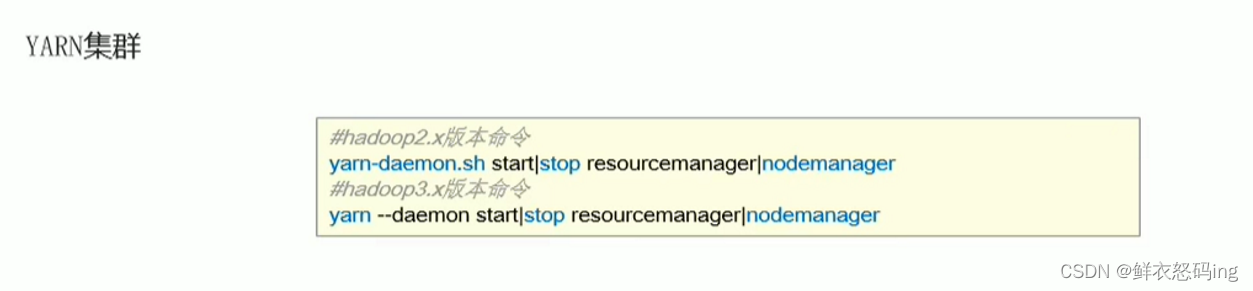 YARN集群
#hadoop2.x版本命令
yarn-daemon.sh start|stop resourcemanager|nodemanager
#hadoop3.x版本命令
yarn --daemon start|stop resourcemanager|nodemanager
CSDN @鲜衣怒码ing